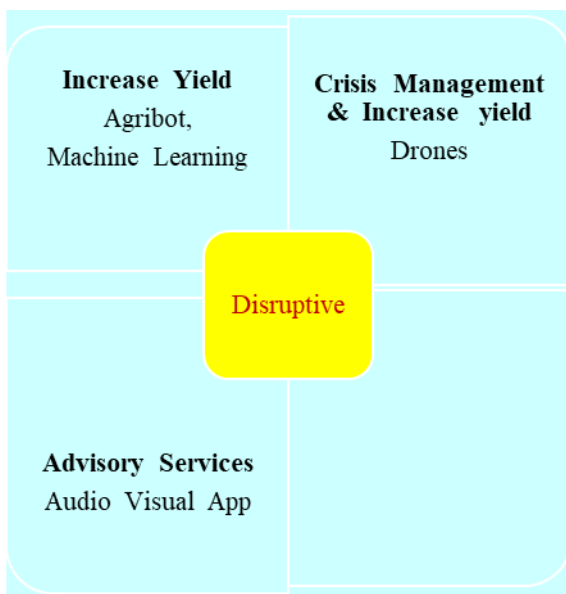 Increase Yield
Agribot,
Machine Learning
Crisis Management
& Increase yield
Drones
Disruptive
Advisory Services
Audio Visual App